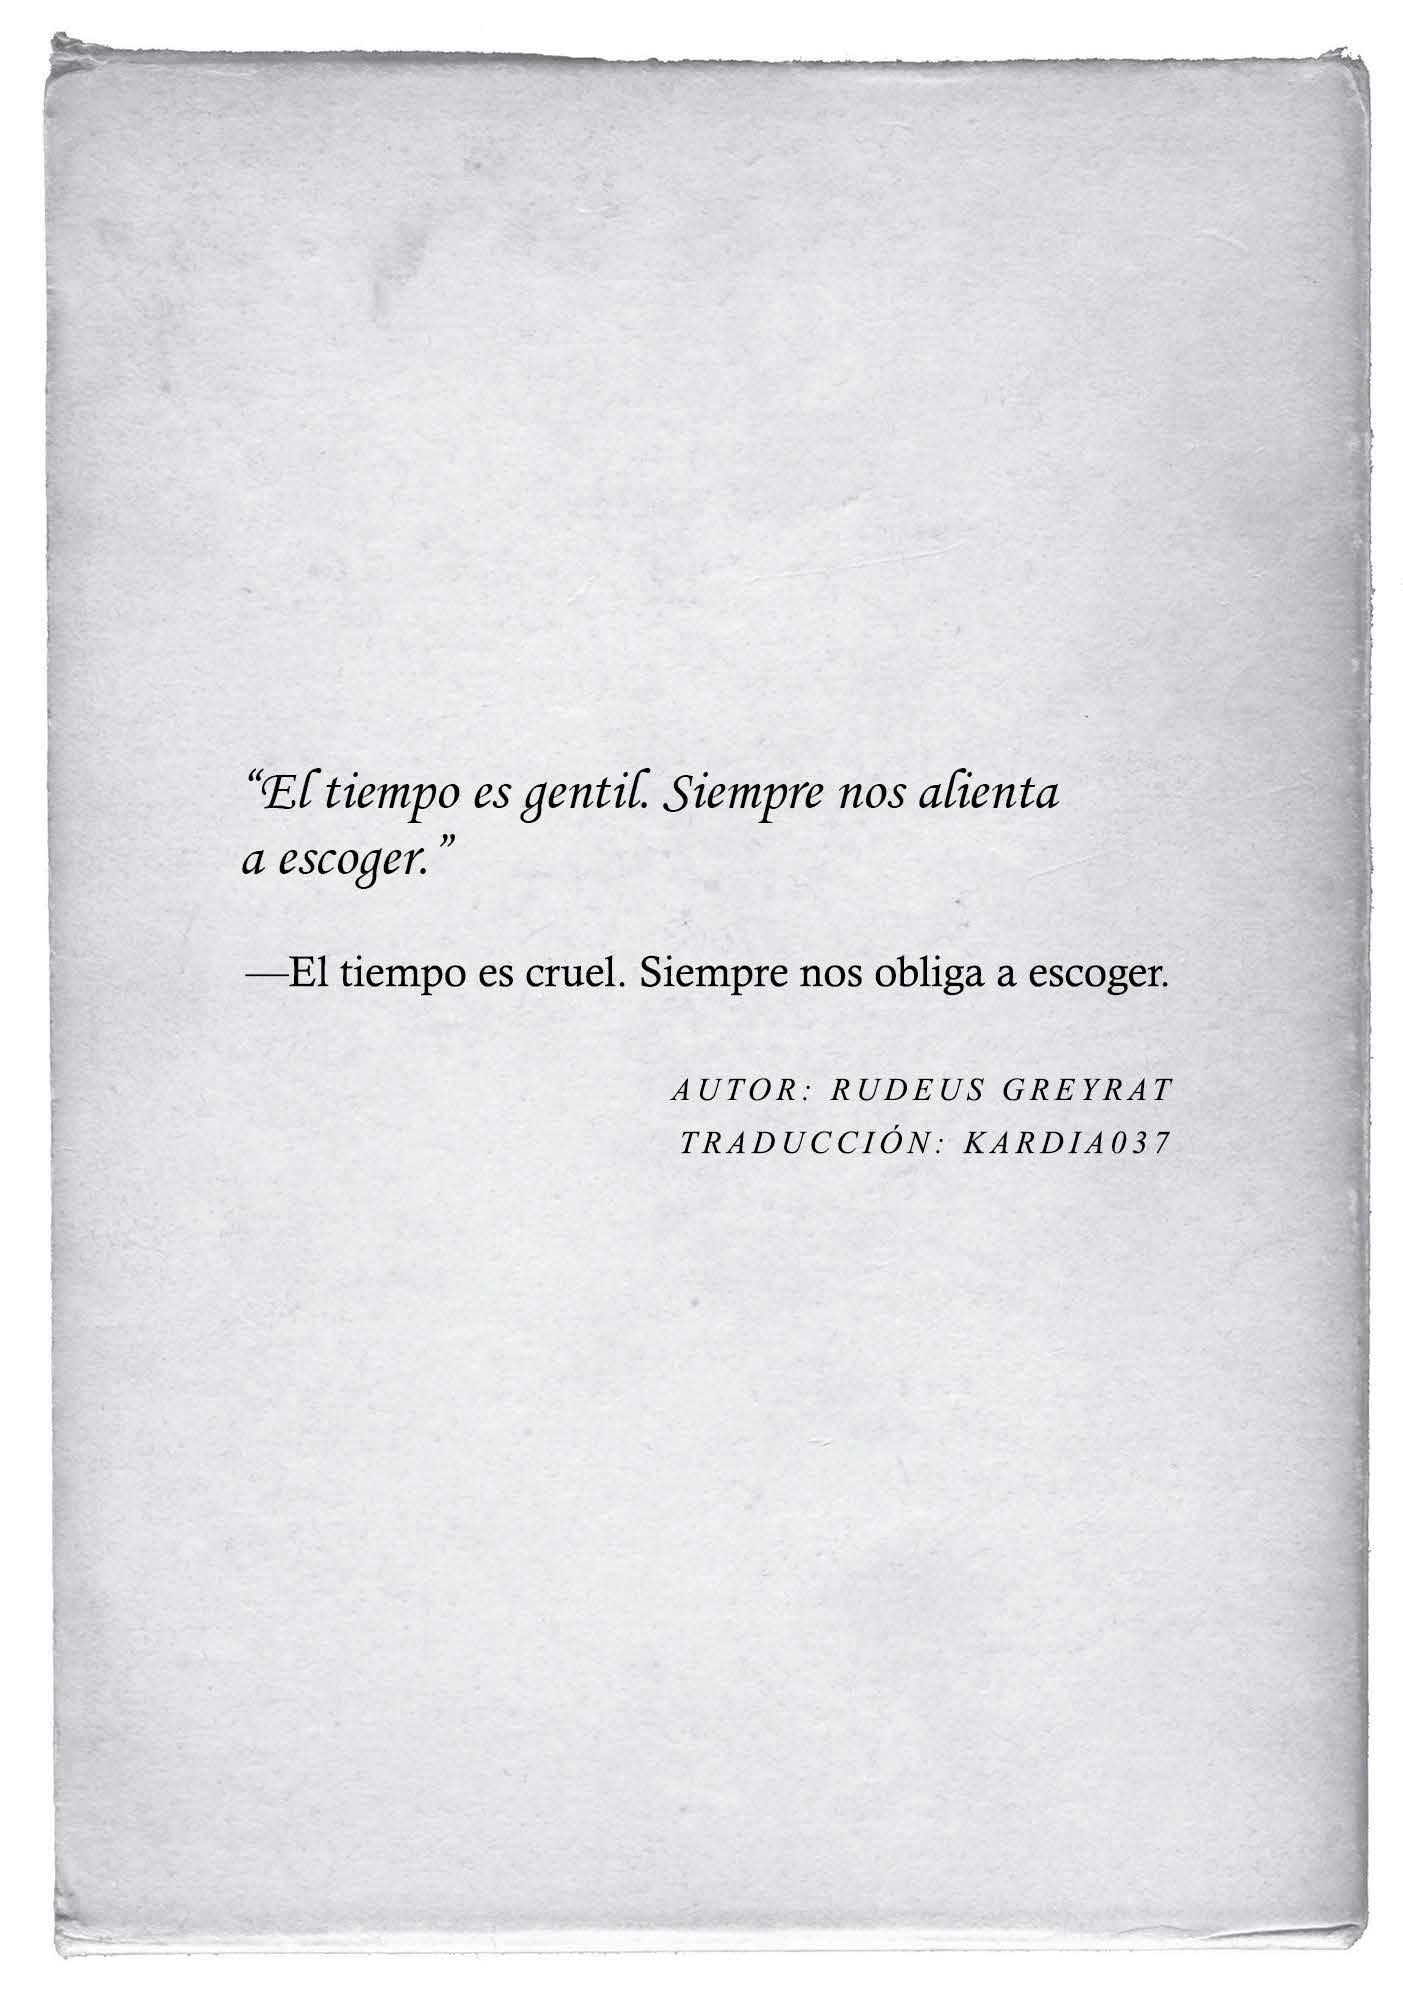 “El tiempo es gentil. Siempre nos alienta
a escoger.”
—El tiempo es cruel. Siempre nos obliga a escoger.
AUTOR: RUDEUS GREYRAT
TRADUCCIÓN: KARDIA037